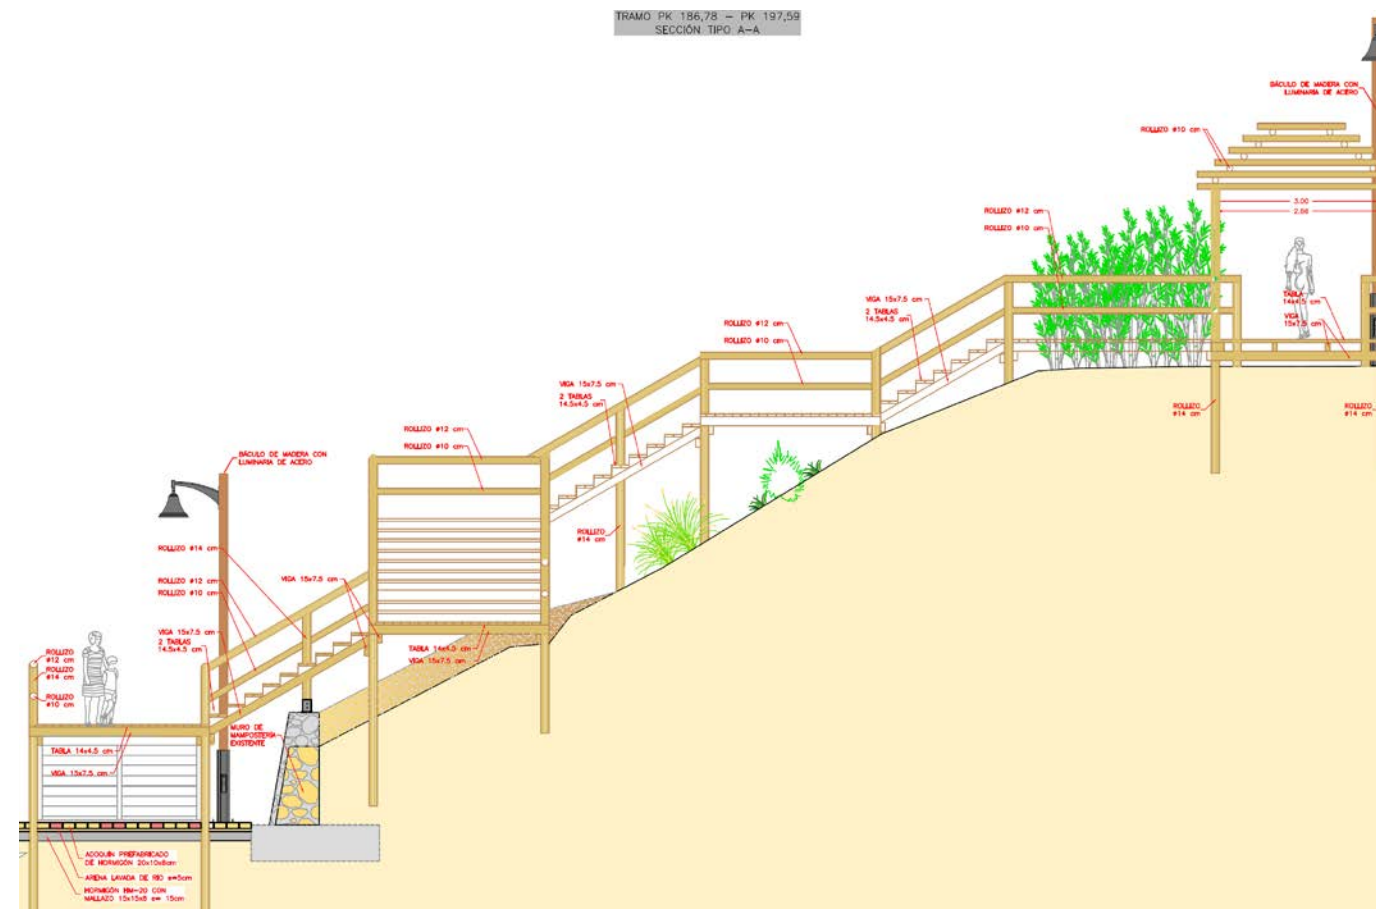 TRAMO PK 186,78 – PK 197,59
SECCIÓN TIPO A–A
BÁCULO DE MADERA CON
ILUMINARIA DE ACERO
ROLLIZO #10 cm
3.00
2.86
ROLLIZO #12 cm
ROLLIZO #10 cm
TABLA
14x4.5 cm
VIGA
15x7.5 cm
VIGA 15x7.5 cm
2 TABLAS
14.5x4.5 cm
ROLLIZO #12 cm
ROLLIZO #10 cm
VIGA 15x7.5 cm
2 TABLAS
14.5x4.5 cm
ROLLIZO
#14 cm
ROLLIZO
#14 cm
ROLLIZO #12 cm
ROLLIZO #10 cm
BÁCULO DE MADERA CON
ILUMINARIA DE ACERO
ROLLIZO
#14 cm
ROLLIZO #14 cm
ROLLIZO #12 cm
ROLLIZO #10 cm
VIGA 15x7.5 cm
VIGA 15x7.5 cm
2 TABLAS
14.5x4.5 cm
TABLA 14x4.5 cm
VIGA 15x7.5 cm
ROLLIZO
#12 cm
ROLLIZO
#14 cm
ROLLIZO
#10 cm
MURO DE
MAMPOSTERÍA
EXISTENTE
TABLA 14x4.5 cm
VIGA 15x7.5 cm
ADOQUÍN PREFABRICADO
DE HORMIGÓN 20x10x8cm
ARENA LAVADA DE RÍO e=5cm
HORMIGÓN HM–20 CON
MALLAZO 15x15x8 e= 15cm